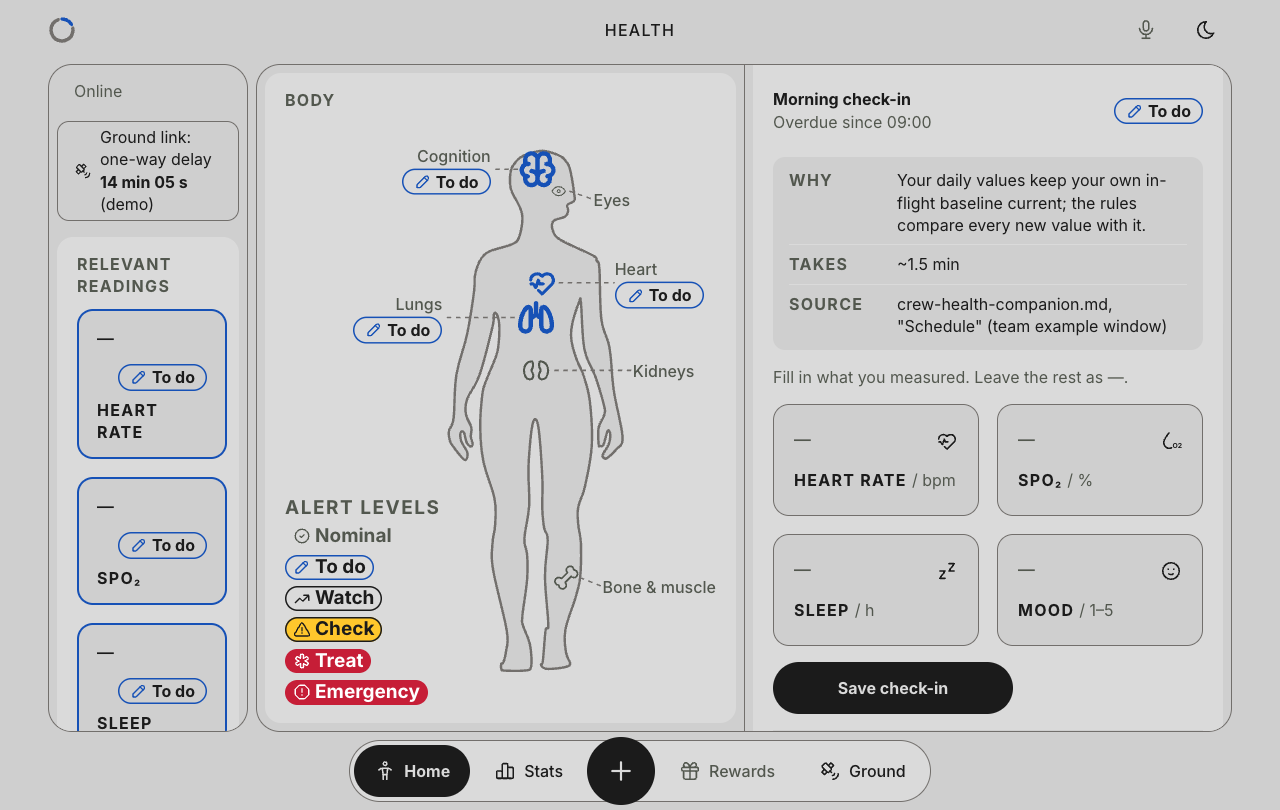 HEALTH
Online
Ground link:
one-way delay
14 min 05 s
(demo)
RELEVANT
READINGS
—
To do
HEART
RATE
—
To do
SPO₂
—
To do
SLEEP
BODY
Cognition
To do
Eyes
Heart
To do
Lungs
To do
Kidneys
Bone & muscle
ALERT LEVELS
Nominal
To do
Watch
Check
Treat
Emergency
Morning check-in
Overdue since 09:00
To do
WHY
Your daily values keep your own in-
flight baseline current; the rules
compare every new value with it.
TAKES
~1.5 min
SOURCE
crew-health-companion.md,
"Schedule" (team example window)
Fill in what you measured. Leave the rest as —.
—
HEART RATE / bpm
—
O2
SPO₂ / %
—
zZ
SLEEP / h
—
MOOD / 1–5
Save check-in
Home
Stats
Rewards
Ground